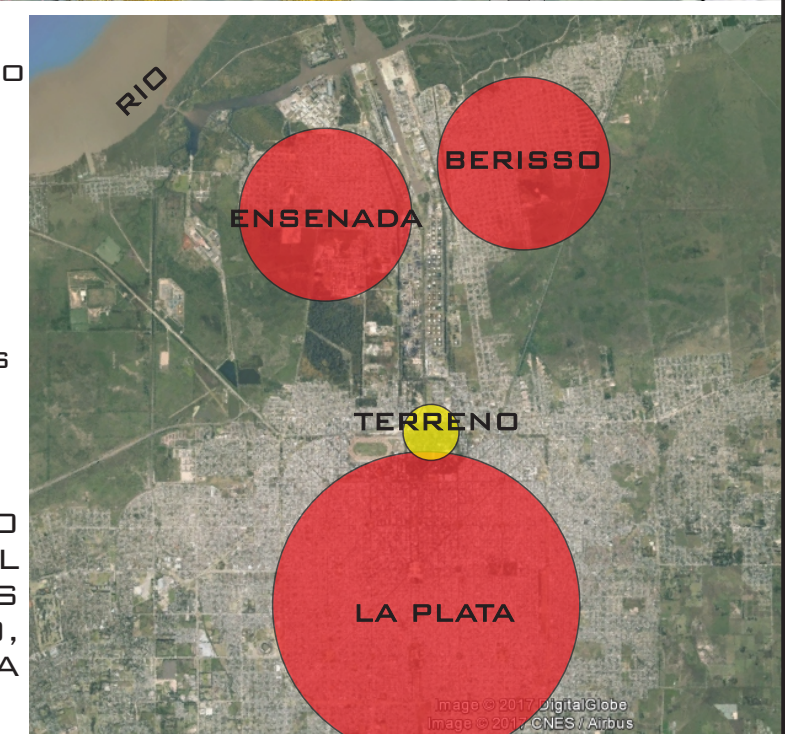 O
RIO
BERISSO
ENSENADA
S
TERRENO
O
L
S
,
A
LA PLATA
Image © 2017 DigitalGlobe
Image © 2017 CNES / Airbus